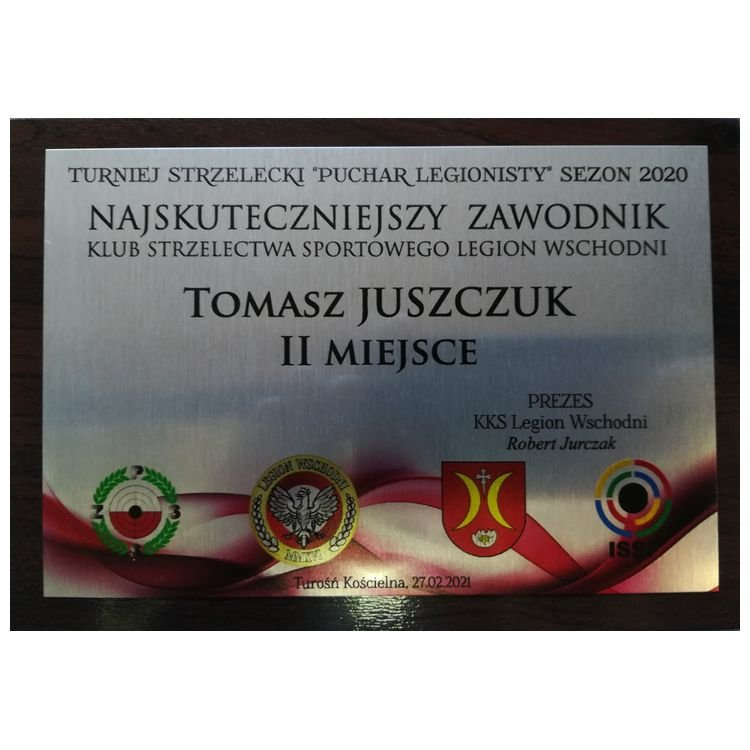 TURNIEJ STRZELECKI "PUCHAR LEGIONISTY" SEZON 2020
NAJSKUTECZNIEJSZY ZAWODNIK
KLUB STRZELECTWA SPORTOWEGO LEGION WSCHODNI
TOMASZ JUSZCZUK
II MIEJSCE
PREZES
KKS Legion Wschodni
Robert Jurczak
P
Z S
S
LEGION WSCHODNI
MMXVI
ISSF
Turośń Kościelna, 27.02.2021